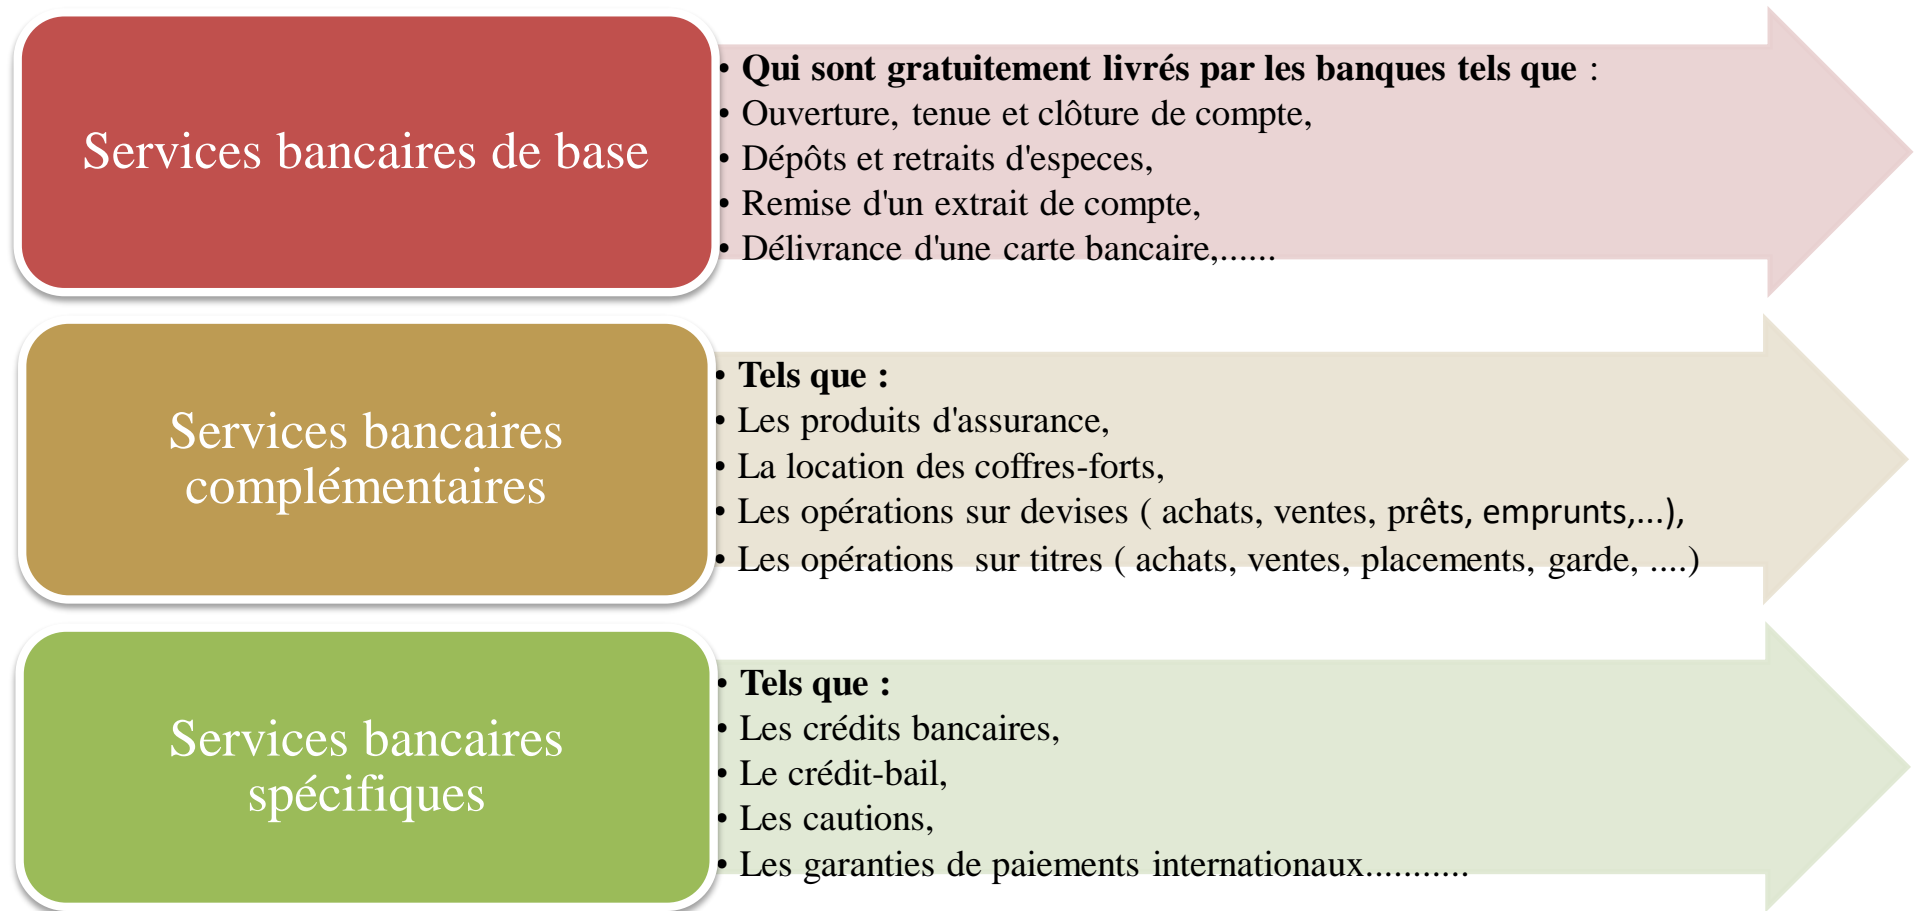 Services bancaires de base
• Qui sont gratuitement livrés par les banques tels que :
• Ouverture, tenue et clôture de compte,
• Dépôts et retraits d'especes,
• Remise d'un extrait de compte,
• Délivrance d'une carte bancaire,......
Services bancaires
complémentaires
• Tels que :
• Les produits d'assurance,
• La location des coffres-forts,
• Les opérations sur devises ( achats, ventes, prêts, emprunts,...),
• Les opérations sur titres ( achats, ventes, placements, garde, ....)
Services bancaires
spécifiques
• Tels que :
• Les crédits bancaires,
• Le crédit-bail,
• Les cautions,
• Les garanties de paiements internationaux...........